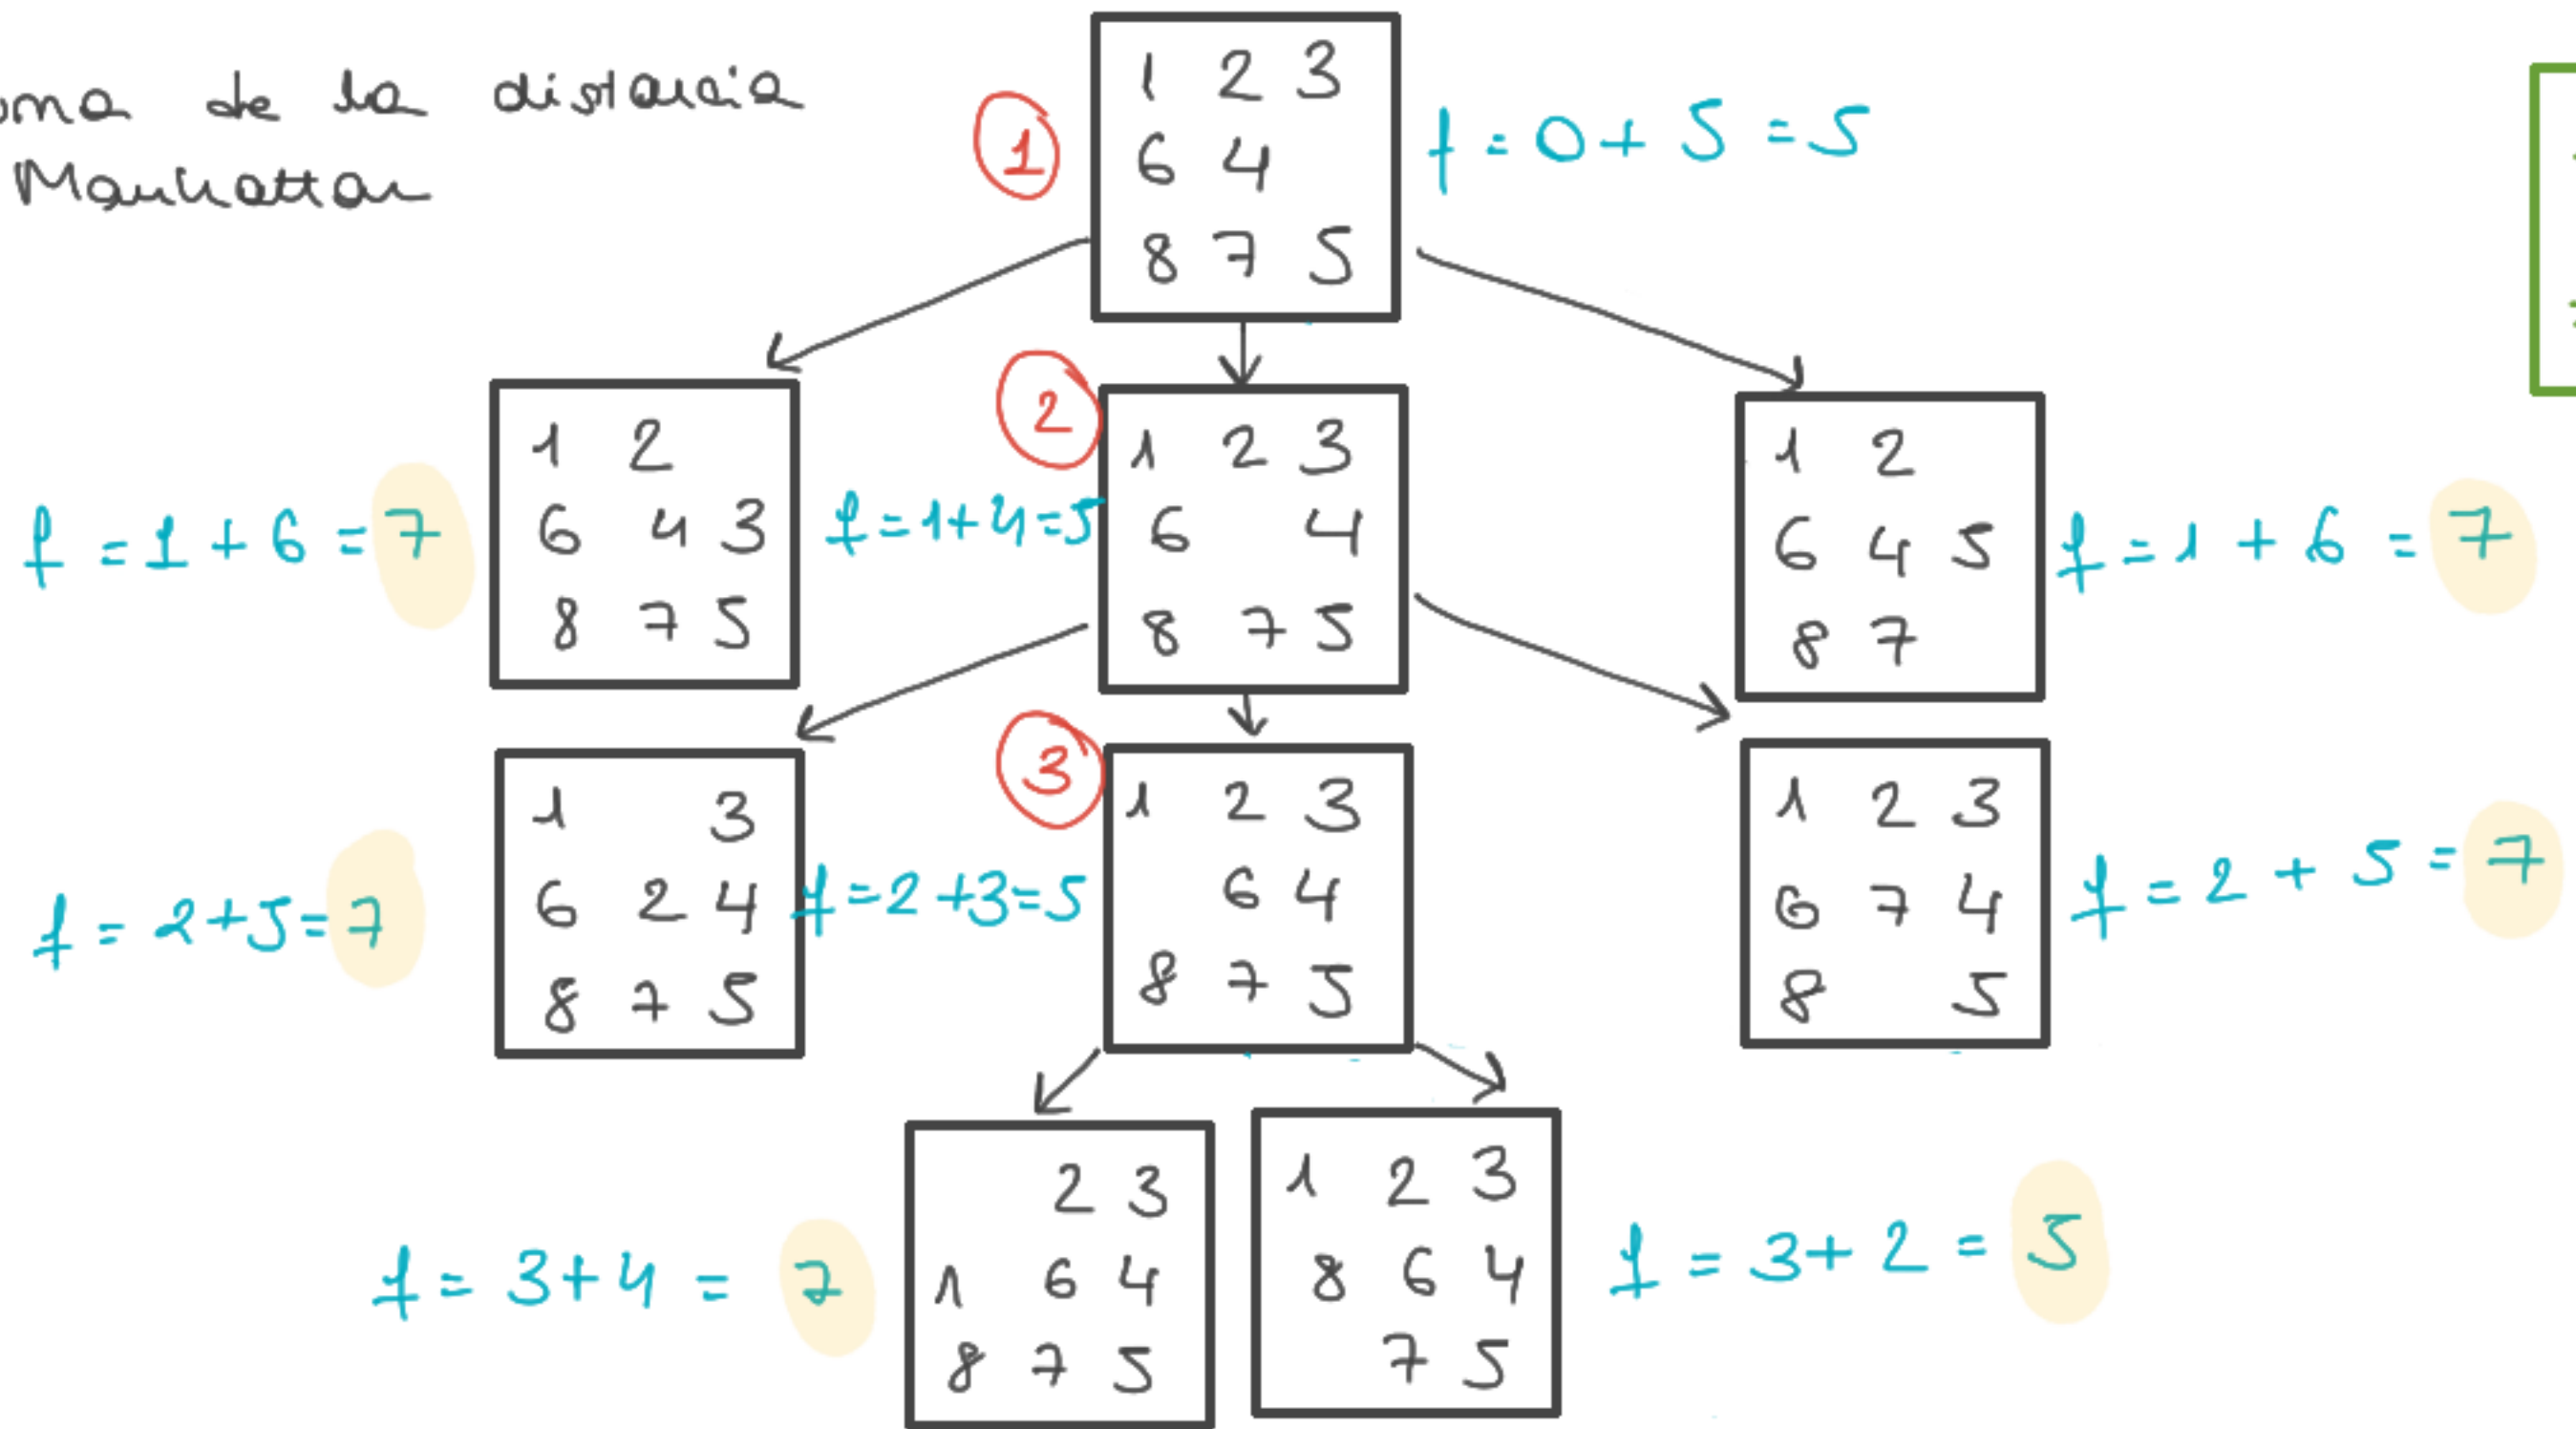 de la distancia
Manhattan
1
1 2 3
6 4
8 7 5
f = 0 + 5 = 5
f = 1 + 6 = 7
1 2
6 4 3
8 7 5
f = 1 + 4 = 5
2
1 2 3
6 4
8 7 5
1 2
6 4 5
8 7
f = 1 + 6 = 7
f = 2 + 5 = 7
1 3
6 2 4
8 7 5
f = 2 + 3 = 5
3
1 2 3
6 4
8 7 5
1 2 3
6 7 4
8 5
f = 2 + 5 = 7
f = 3 + 4 = 7
2 3
1 6 4
8 7 5
1 2 3
8 6 4
7 5
f = 3 + 2 = 5